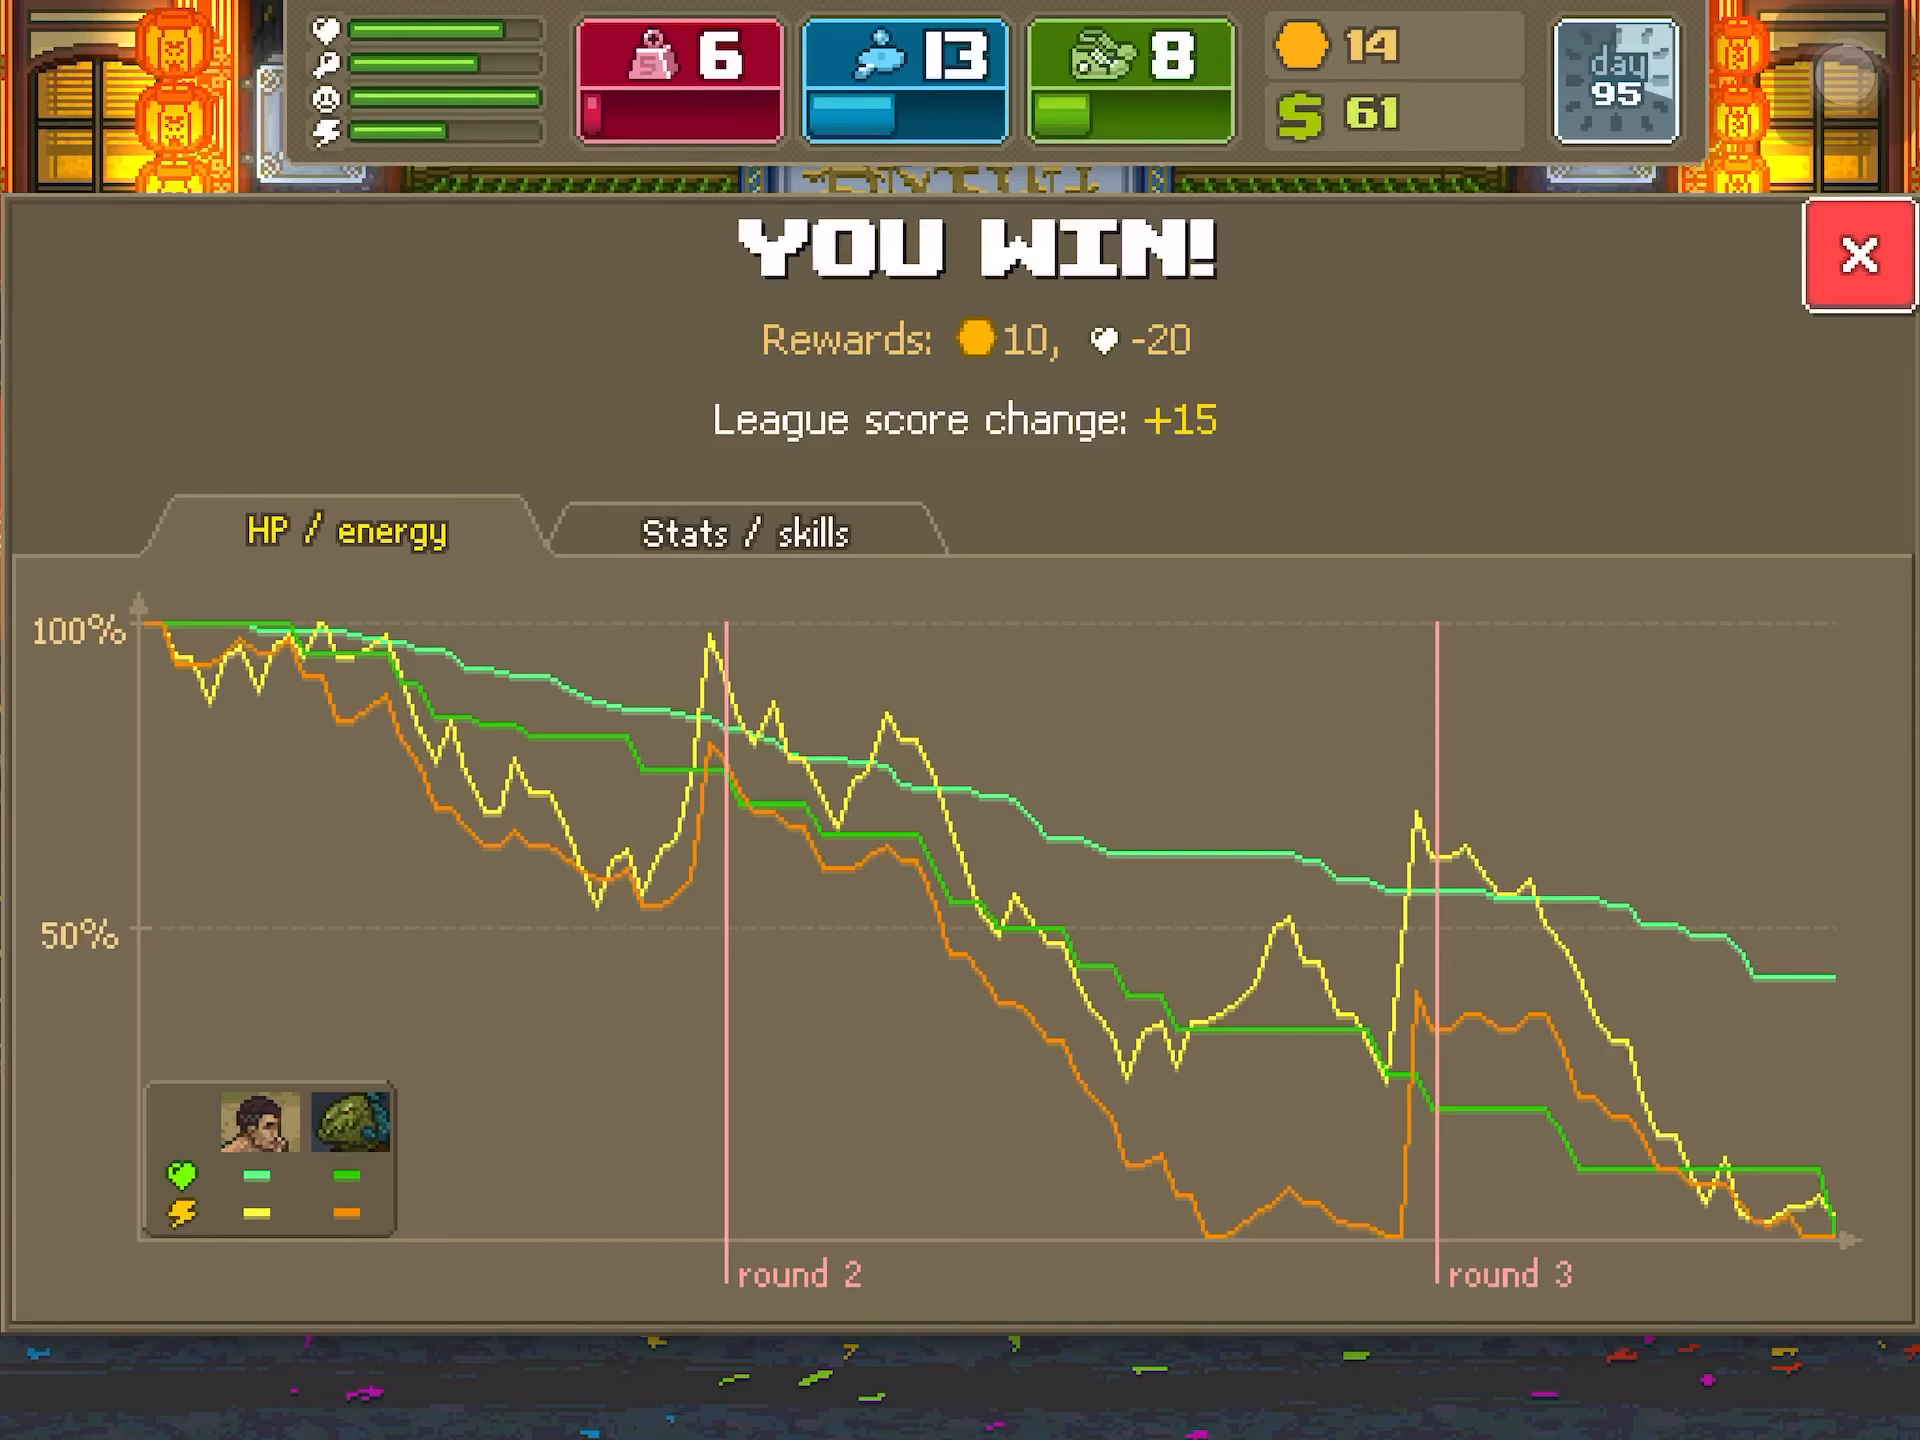 6
13
8
14
61
day
95
YOU WIN!
Rewards: 10, -20
League score change: +15
HP / energy
Stats / skills
100%
50%
round 2
round 3